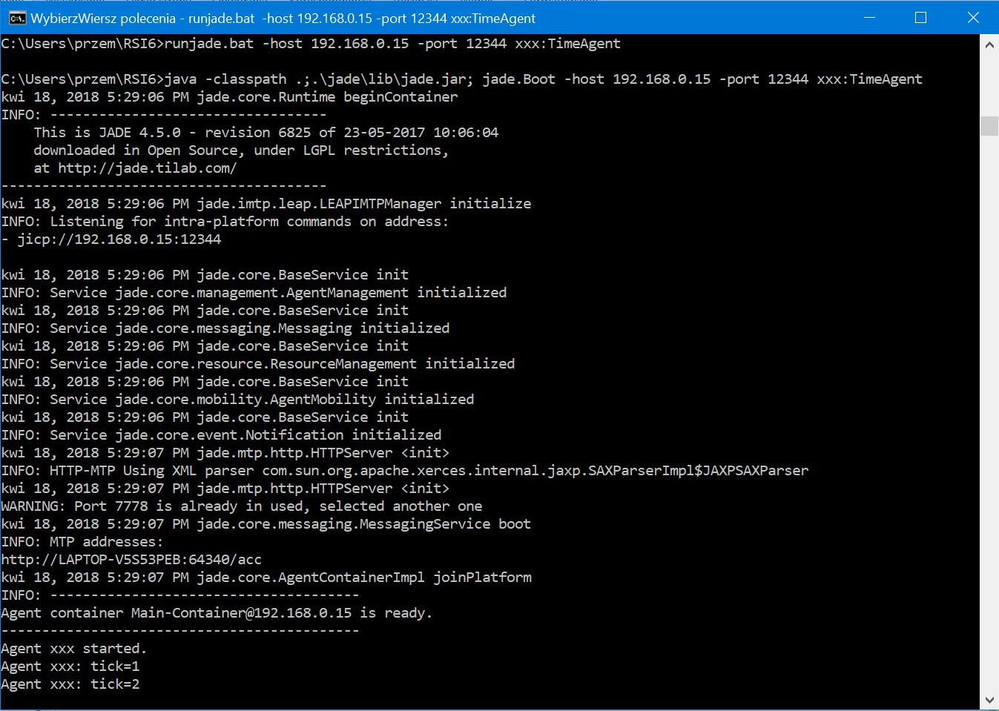 WybierzWiersz polecenia - runjade.bat -host 192.168.0.15 -port 12344 xxx:TimeAgent
C:\Users\przem\RSI6>runjade.bat -host 192.168.0.15 -port 12344 xxx:TimeAgent
C:\Users\przem\RSI6>java -classpath .;.\jade\lib\jade.jar; jade.Boot -host 192.168.0.15 -port 12344 xxx:TimeAgent
kwi 18, 2018 5:29:06 PM jade.core.Runtime beginContainer
INFO: ----------------------------------
This is JADE 4.5.0 - revision 6825 of 23-05-2017 10:06:04
downloaded in Open Source, under LGPL restrictions,
at http://jade.tilab.com/
----------------------------------------
kwi 18, 2018 5:29:06 PM jade.imtp.leap.LEAPIMTPManager initialize
INFO: Listening for intra-platform commands on address:
- jicp://192.168.0.15:12344
kwi 18, 2018 5:29:06 PM jade.core.BaseService init
INFO: Service jade.core.management.AgentManagement initialized
kwi 18, 2018 5:29:06 PM jade.core.BaseService init
INFO: Service jade.core.messaging.Messaging initialized
kwi 18, 2018 5:29:06 PM jade.core.BaseService init
INFO: Service jade.core.resource.ResourceManagement initialized
kwi 18, 2018 5:29:06 PM jade.core.BaseService init
INFO: Service jade.core.mobility.AgentMobility initialized
kwi 18, 2018 5:29:06 PM jade.core.BaseService init
INFO: Service jade.core.event.Notification initialized
kwi 18, 2018 5:29:07 PM jade.mtp.http.HTTPServer <init>
INFO: HTTP-MTP Using XML parser com.sun.org.apache.xerces.internal.jaxp.SAXParserImpl$JAXPSAXParser
kwi 18, 2018 5:29:07 PM jade.mtp.http.HTTPServer <init>
WARNING: Port 7778 is already in used, selected another one
kwi 18, 2018 5:29:07 PM jade.core.messaging.MessagingService boot
INFO: MTP addresses:
http://LAPTOP-V5S53PEB:64340/acc
kwi 18, 2018 5:29:07 PM jade.core.AgentContainerImpl joinPlatform
INFO: --------------------------------------
Agent container Main-Container@192.168.0.15 is ready.
--------------------------------------------
Agent xxx started.
Agent xxx: tick=1
Agent xxx: tick=2